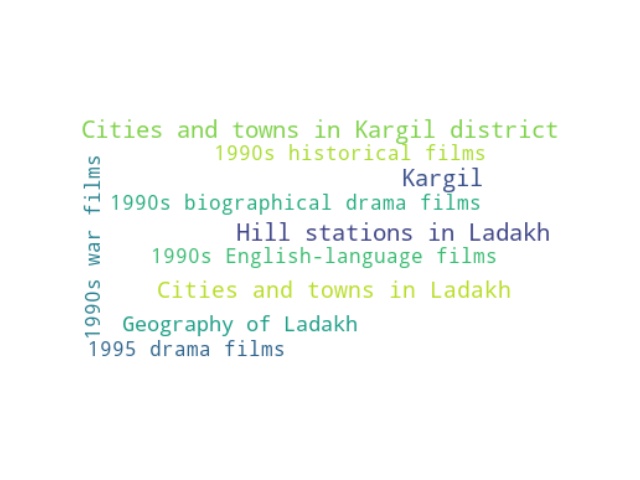 Cities and towns in Kargil district
1990s historical films
Kargil
1990s biographical drama films
Hill stations in Ladakh
1990s English-language films
Cities and towns in Ladakh
Geography of Ladakh
1995 drama films
1990s war films